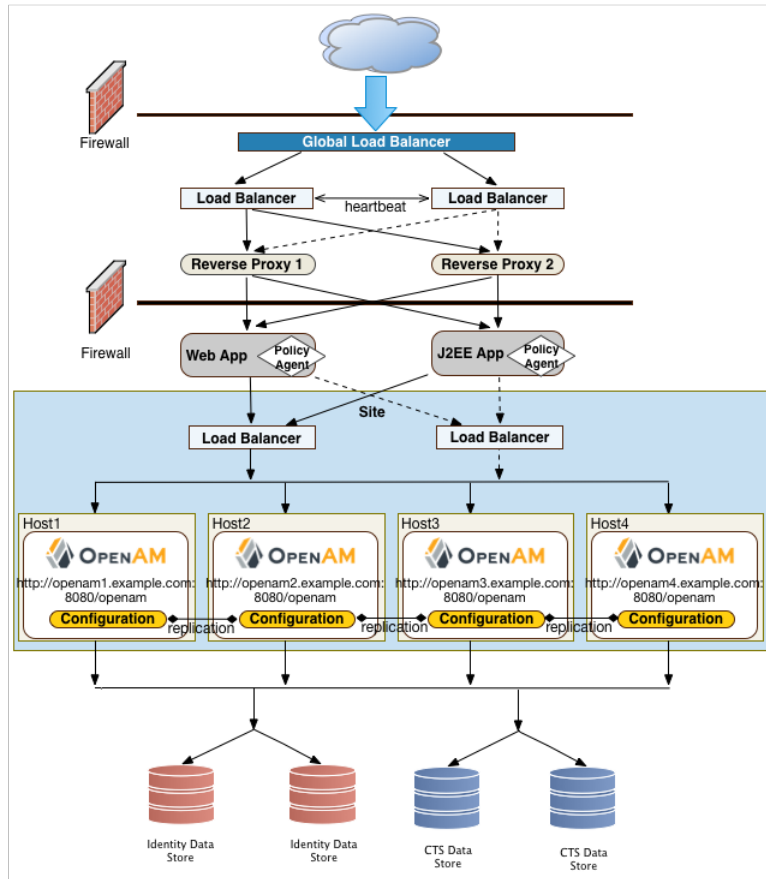 Firewall
Global Load Balancer
Load Balancer
heartbeat
Load Balancer
Reverse Proxy 1
Reverse Proxy 2
Firewall
Web App
Policy
Agent
J2EE App
Policy
Agent
Site
Load Balancer
Load Balancer
Host1
OpenAM
http://openam1.example.com:
8080/openam
Configuration
replication
Host2
OpenAM
http://openam2.example.com:
8080/openam
Configuration
replication
Host3
OpenAM
http://openam3.example.com:
8080/openam
Configuration
replication
Host4
OpenAM
http://openam4.example.com:
8080/openam
Configuration
Identity Data
Store
Identity Data
Store
CTS Data
Store
CTS Data
Store